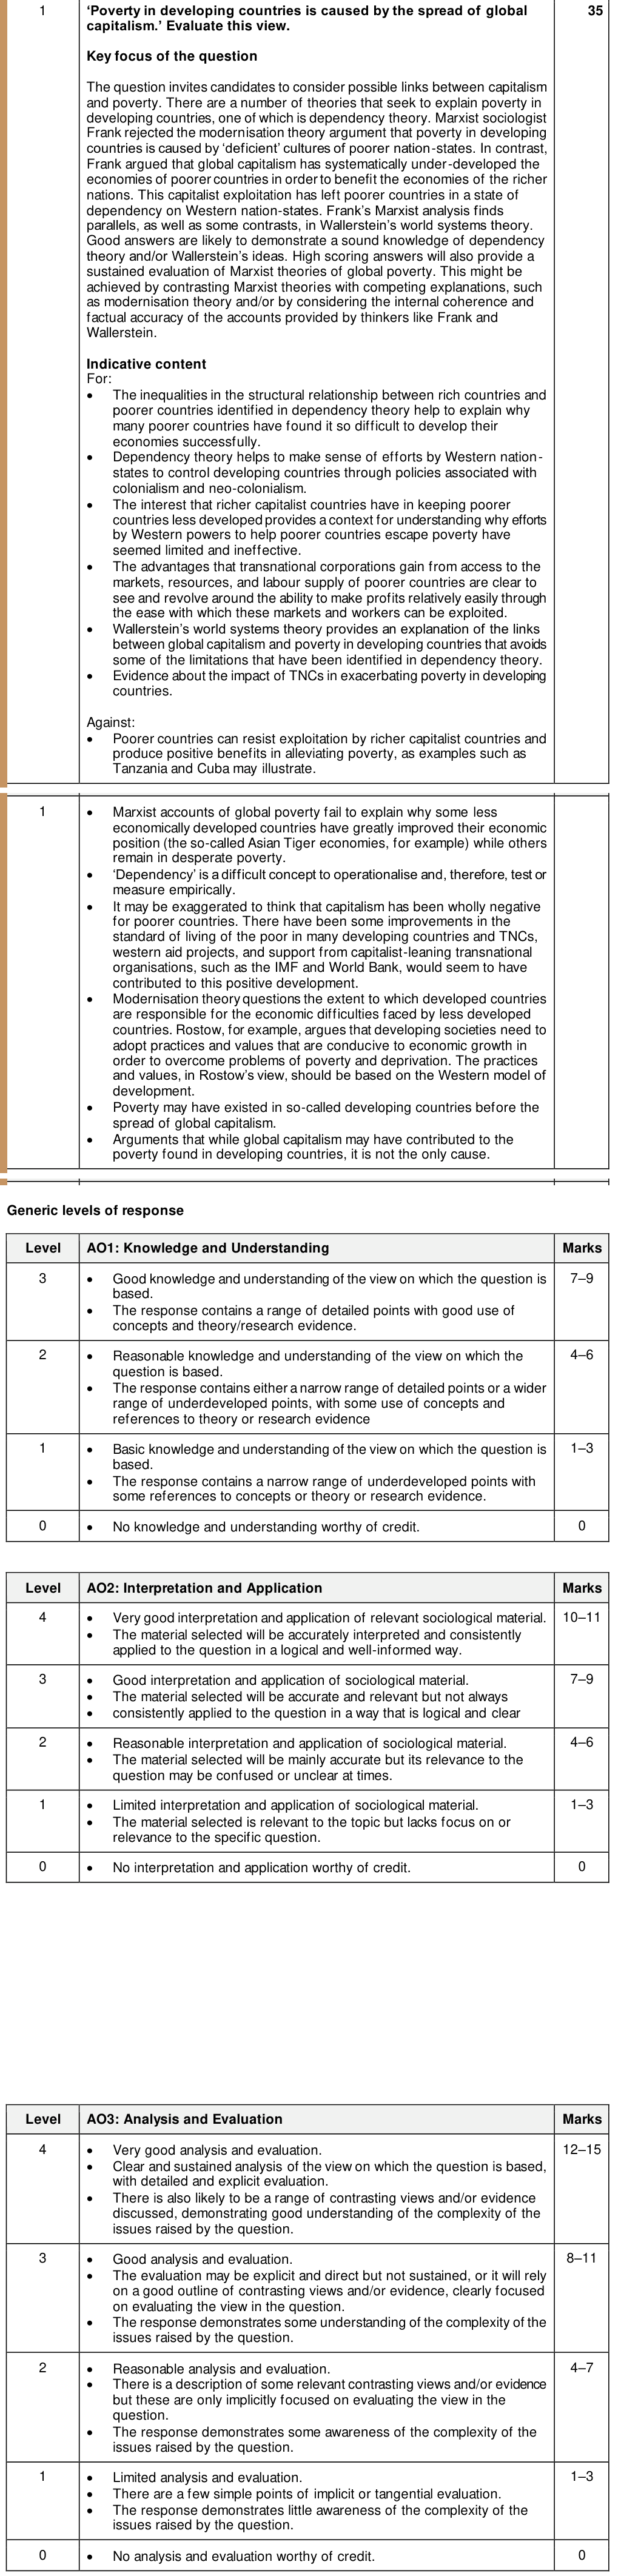 1 ‘Poverty in developing countries is caused by the spread of global 35
capitalism.’ Evaluate this view.
Key focus of the question
The question invites candidates to consider possible links between capitalism
and poverty. There are a number of theories that seek to explain poverty in
developing countries, one of which is dependency theory. Marxist sociologist
Frank rejected the modernisation theory argument that poverty in developing
countries is caused by ‘deficient’ cultures of poorer nation-states. In contrast,
Frank argued that global capitalism has systematically under-developed the
economies of poorer countries in order to benefit the economies of the richer
nations. This capitalist exploitation has left poorer countries in a state of
dependency on Western nation-states. Frank’s Marxist analysis finds
parallels, as well as some contrasts, in Wallerstein’s world systems theory.
Good answers are likely to demonstrate a sound knowledge of dependency
theory and/or Wallerstein’s ideas. High scoring answers will also provide a
sustained evaluation of Marxist theories of global poverty. This might be
achieved by contrasting Marxist theories with competing explanations, such
as modernisation theory and/or by considering the internal coherence and
factual accuracy of the accounts provided by thinkers like Frank and
Wallerstein.
Indicative content
For:
• The inequalities in the structural relationship between rich countries and
poorer countries identified in dependency theory help to explain why
many poorer countries have found it so difficult to develop their
economies successfully.
• Dependency theory helps to make sense of efforts by Western nation-
states to control developing countries through policies associated with
colonialism and neo-colonialism.
• The interest that richer capitalist countries have in keeping poorer
countries less developed provides a context for understanding why efforts
by Western powers to help poorer countries escape poverty have
seemed limited and ineffective.
• The advantages that transnational corporations gain from access to the
markets, resources, and labour supply of poorer countries are clear to
see and revolve around the ability to make profits relatively easily through
the ease with which these markets and workers can be exploited.
• Wallerstein’s world systems theory provides an explanation of the links
between global capitalism and poverty in developing countries that avoids
some of the limitations that have been identified in dependency theory.
• Evidence about the impact of TNCs in exacerbating poverty in developing
countries.
Against:
• Poorer countries can resist exploitation by richer capitalist countries and
produce positive benefits in alleviating poverty, as examples such as
Tanzania and Cuba may illustrate.
1 • Marxist accounts of global poverty fail to explain why some less
economically developed countries have greatly improved their economic
position (the so-called Asian Tiger economies, for example) while others
remain in desperate poverty.
• ‘Dependency’ is a difficult concept to operationalise and, therefore, test or
measure empirically.
• It may be exaggerated to think that capitalism has been wholly negative
for poorer countries. There have been some improvements in the
standard of living of the poor in many developing countries and TNCs,
western aid projects, and support from capitalist-leaning transnational
organisations, such as the IMF and World Bank, would seem to have
contributed to this positive development.
• Modernisation theory questions the extent to which developed countries
are responsible for the economic difficulties faced by less developed
countries. Rostow, for example, argues that developing societies need to
adopt practices and values that are conducive to economic growth in
order to overcome problems of poverty and deprivation. The practices
and values, in Rostow’s view, should be based on the Western model of
development.
• Poverty may have existed in so-called developing countries before the
spread of global capitalism.
• Arguments that while global capitalism may have contributed to the
poverty found in developing countries, it is not the only cause.
Generic levels of response
Level AO1: Knowledge and Understanding Marks
3 • Good knowledge and understanding of the view on which the question is 7–9
based.
• The response contains a range of detailed points with good use of
concepts and theory/research evidence.
2 • Reasonable knowledge and understanding of the view on which the 4–6
question is based.
• The response contains either a narrow range of detailed points or a wider
range of underdeveloped points, with some use of concepts and
references to theory or research evidence
1 • Basic knowledge and understanding of the view on which the question is 1–3
based.
• The response contains a narrow range of underdeveloped points with
some references to concepts or theory or research evidence.
0 • No knowledge and understanding worthy of credit. 0
Level AO2: Interpretation and Application Marks
4 • Very good interpretation and application of relevant sociological material. 10–11
• The material selected will be accurately interpreted and consistently
applied to the question in a logical and well-informed way.
3 • Good interpretation and application of sociological material. 7–9
• The material selected will be accurate and relevant but not always
• consistently applied to the question in a way that is logical and clear
2 • Reasonable interpretation and application of sociological material. 4–6
• The material selected will be mainly accurate but its relevance to the
question may be confused or unclear at times.
1 • Limited interpretation and application of sociological material. 1–3
• The material selected is relevant to the topic but lacks focus on or
relevance to the specific question.
0 • No interpretation and application worthy of credit. 0
Level AO3: Analysis and Evaluation Marks
4 • Very good analysis and evaluation. 12–15
• Clear and sustained analysis of the view on which the question is based,
with detailed and explicit evaluation.
• There is also likely to be a range of contrasting views and/or evidence
discussed, demonstrating good understanding of the complexity of the
issues raised by the question.
3 • Good analysis and evaluation. 8–11
• The evaluation may be explicit and direct but not sustained, or it will rely
on a good outline of contrasting views and/or evidence, clearly focused
on evaluating the view in the question.
• The response demonstrates some understanding of the complexity of the
issues raised by the question.
2 • Reasonable analysis and evaluation. 4–7
• There is a description of some relevant contrasting views and/or evidence
but these are only implicitly focused on evaluating the view in the
question.
• The response demonstrates some awareness of the complexity of the
issues raised by the question.
1 • Limited analysis and evaluation. 1–3
• There are a few simple points of implicit or tangential evaluation.
• The response demonstrates little awareness of the complexity of the
issues raised by the question.
0 • No analysis and evaluation worthy of credit. 0